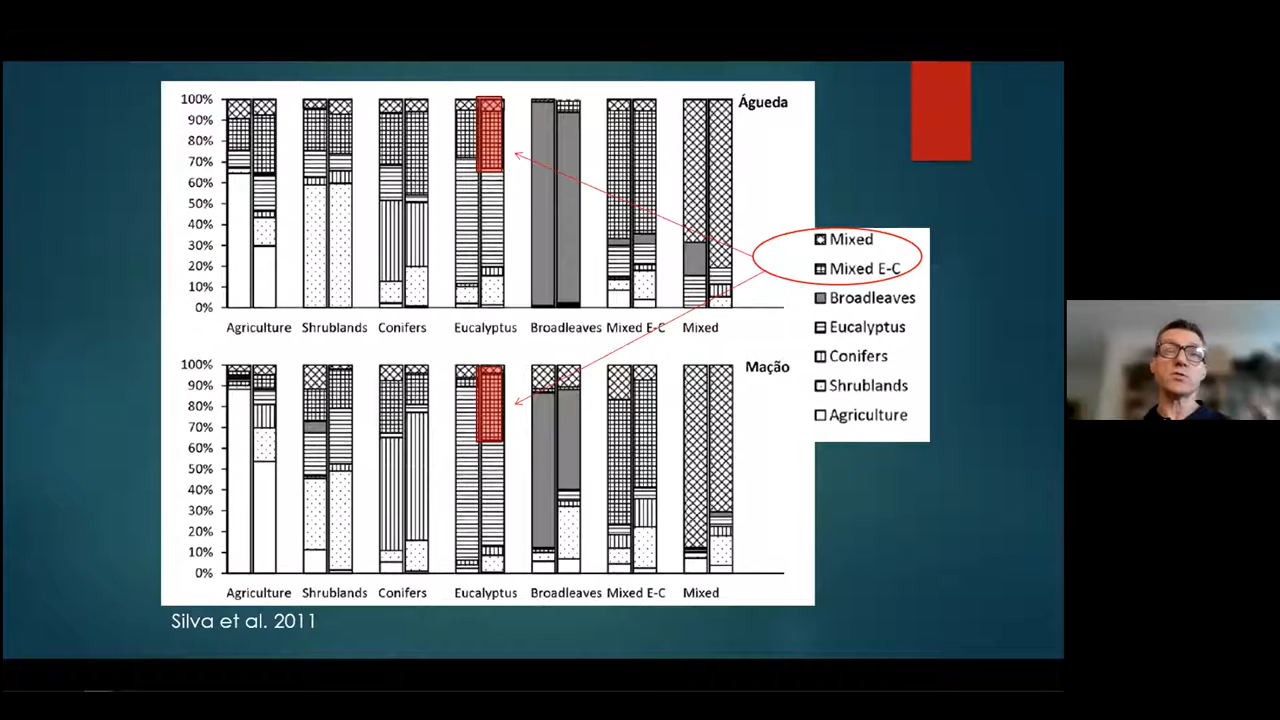 Águeda
100%
90%
80%
70%
60%
50%
40%
30%
20%
10%
0%
Agriculture Shrublands Conifers Eucalyptus Broadleaves Mixed E-C Mixed
Mixed
Mixed E-C
Broadleaves
Eucalyptus
Conifers
Shrublands
Agriculture
Mação
100%
90%
80%
70%
60%
50%
40%
30%
20%
10%
0%
Agriculture Shrublands Conifers Eucalyptus Broadleaves Mixed E-C Mixed
Silva et al. 2011